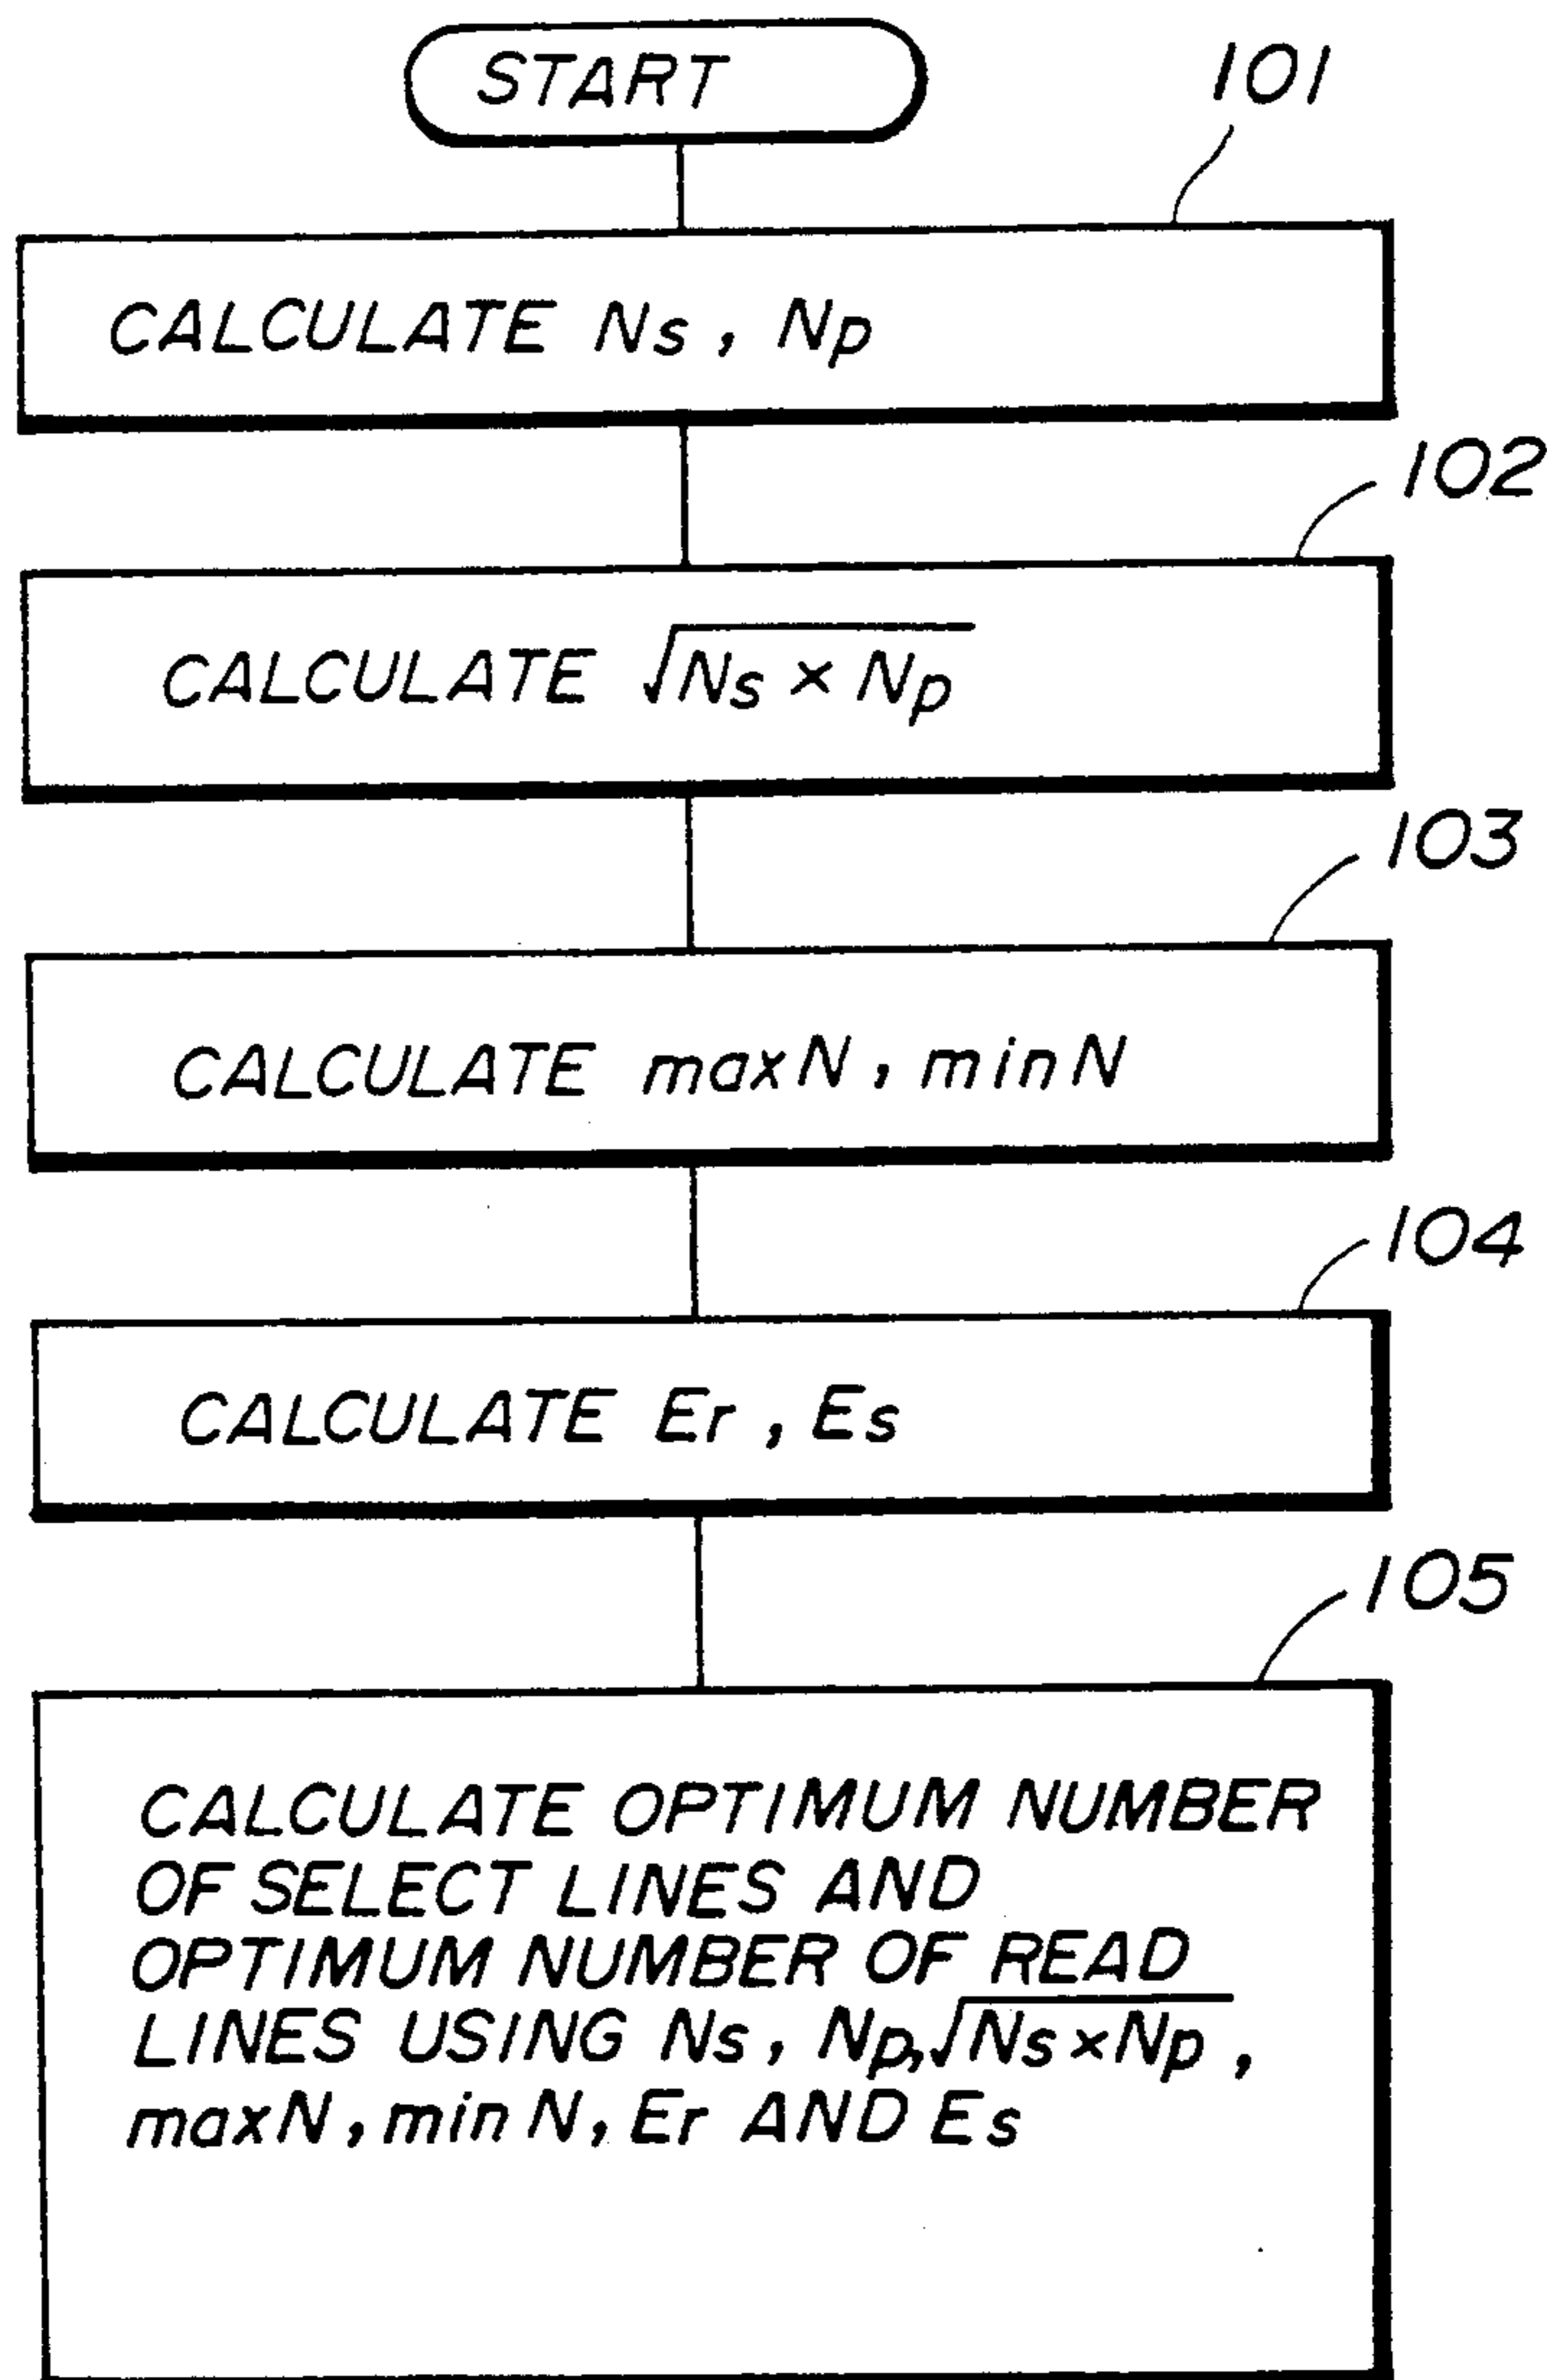 START
101
CALCULATE Ns, Np
102
CALCULATE √Ns × Np
103
CALCULATE maxN, minN
104
CALCULATE Er, Es
105
CALCULATE OPTIMUM NUMBER
OF SELECT LINES AND
OPTIMUM NUMBER OF READ
LINES USING Ns, Np, √Ns×Np,
maxN, minN, Er AND Es